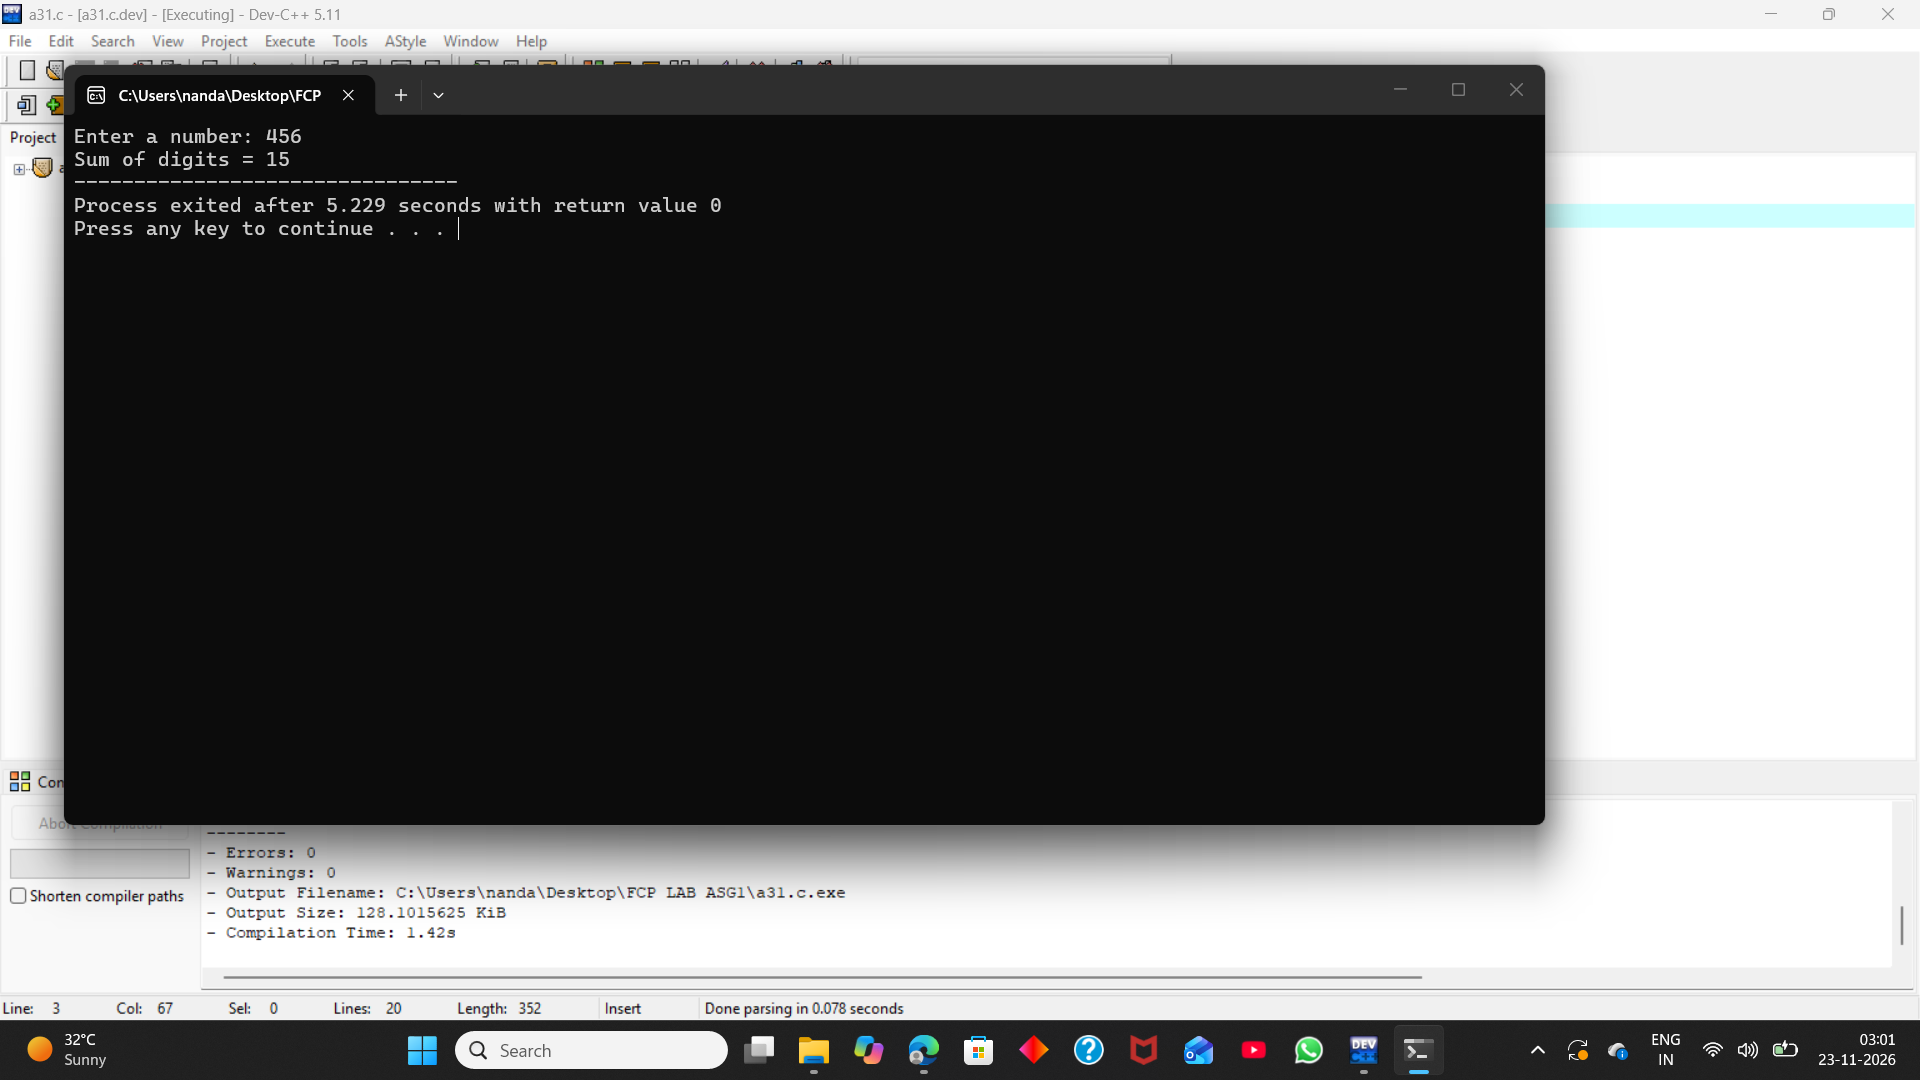 a31.c - [a31.c.dev] - [Executing] - Dev-C++ 5.11
File Edit Search View Project Execute Tools AStyle Window Help
C:\Users\nanda\Desktop\FCP
Project
Enter a number: 456
Sum of digits = 15
--------------------------------
Process exited after 5.229 seconds with return value 0
Press any key to continue . . .
Abort Compilation
Shorten compiler paths
--------
- Errors: 0
- Warnings: 0
- Output Filename: C:\Users\nanda\Desktop\FCP LAB ASG1\a31.c.exe
- Output Size: 128.1015625 KiB
- Compilation Time: 1.42s
Line: 3 Col: 67 Sel: 0 Lines: 20 Length: 352 Insert Done parsing in 0.078 seconds
32°C
Sunny
Search
DEV
ENG
IN
03:01
23-11-2026